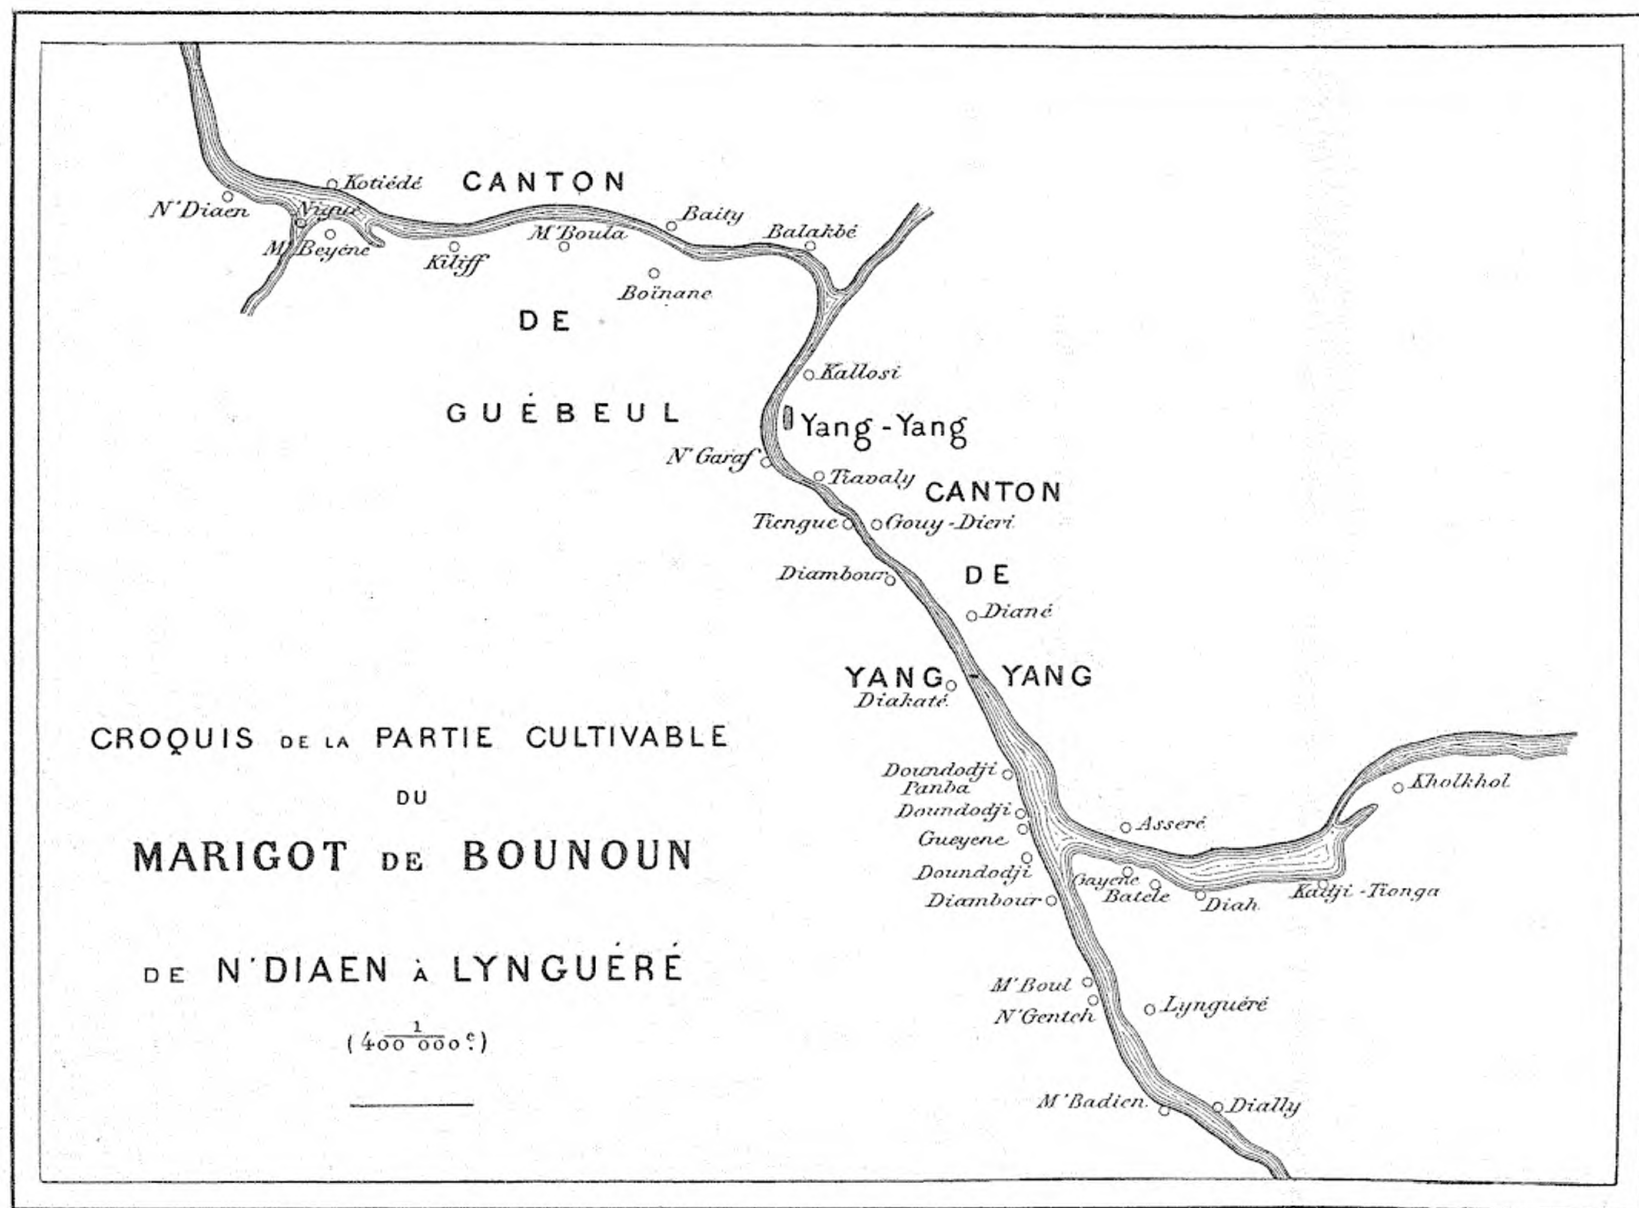 Kotiédé
CANTON
N'Diaen
Nigue
Baity
M'Boula
Balakbé
M'Beyéne
Kiliff
Boïnane
DE
Kallosi
GUÉBEUL
Yang-Yang
N'Garaf
Tiavaly
CANTON
Tiengue
Gouy-Dieri
Diambour
DE
Diané
YANG YANG
Diakaté
CROQUIS DE LA PARTIE CULTIVABLE
DU
MARIGOT DE BOUNOUN
DE N'DIAEN À LYNGUÉRÉ
(1/400 000e)
Doundodji
Panba
Kholkhol
Doundodji
Gueyene
Asseré
Doundodji
Gayene
Batele
Kadji-Tionga
Diambour
Diah
M'Boul
N'Genteh
Lynguéré
M'Badien
Dially